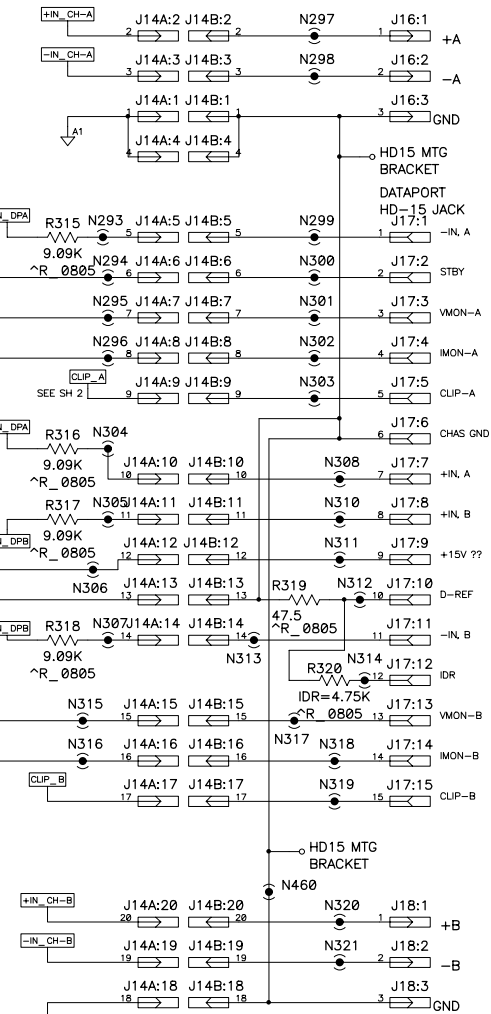 +IN_CH-A J14A:2 J14B:2 N297 J16:1
2 2 1 +A
-IN_CH-A J14A:3 J14B:3 N298 J16:2
3 3 2 -A
J14A:1 J14B:1 J16:3
1 1 3 GND
A1
J14A:4 J14B:4
4 4 HD15 MTG
BRACKET
DATAPORT
HD-15 JACK
N_DPA R315 N293 J14A:5 J14B:5 N299 J17:1
5 5 1 -IN, A
9.09K
^R_0805 N294 J14A:6 J14B:6 N300 J17:2
6 6 2 STBY
N295 J14A:7 J14B:7 N301 J17:3
7 7 3 VMON-A
N296 J14A:8 J14B:8 N302 J17:4
8 8 4 IMON-A
CLIP_A J14A:9 J14B:9 N303 J17:5
SEE SH 2 9 9 5 CLIP-A
J17:6
6 CHAS GND
N_DPA R316 N304
9.09K J14A:10 J14B:10 N308 J17:7
^R_0805 10 10 7 +IN, A
R317 N305 J14A:11 J14B:11 N310 J17:8
11 11 8 +IN, B
N_DPB 9.09K
^R_0805 J14A:12 J14B:12 N311 J17:9
12 12 9 +15V ??
N306
J14A:13 J14B:13 R319 N312 J17:10
13 13 10 D-REF
47.5
^R_0805
N_DPB R318 N307 J14A:14 J14B:14 J17:11
14 14 11 -IN, B
9.09K
^R_0805 N313
R320 N314 J17:12
12 IDR
IDR=4.75K
^R_0805
N315 J14A:15 J14B:15 J17:13
15 15 13 VMON-B
N317
N316 J14A:16 J14B:16 N318 J17:14
16 16 14 IMON-B
CLIP_B J14A:17 J14B:17 N319 J17:15
17 17 15 CLIP-B
HD15 MTG
BRACKET
N460
+IN_CH-B J14A:20 J14B:20 N320 J18:1
20 20 1 +B
-IN_CH-B J14A:19 J14B:19 N321 J18:2
19 19 2 -B
J14A:18 J14B:18 J18:3
18 18 3 GND